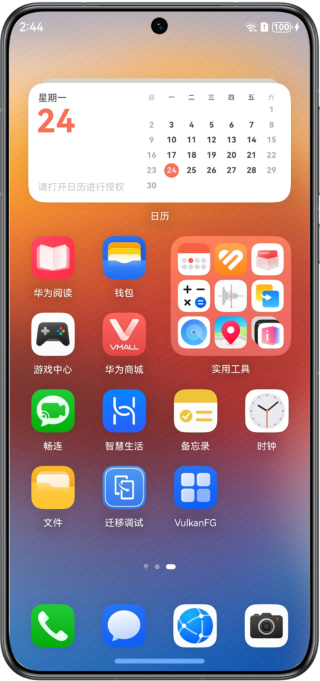 2:44
100
星期一
24
请打开日历进行授权
日 一 二 三 四 五 六
1
2 3 4 5 6 7 8
9 10 11 12 13 14 15
16 17 18 19 20 21 22
23 24 25 26 27 28 29
30
日历
华为阅读 钱包
VMALL
游戏中心 华为商城 实用工具
畅连 智慧生活 备忘录 时钟
文件 迁移调试 VulkanFG